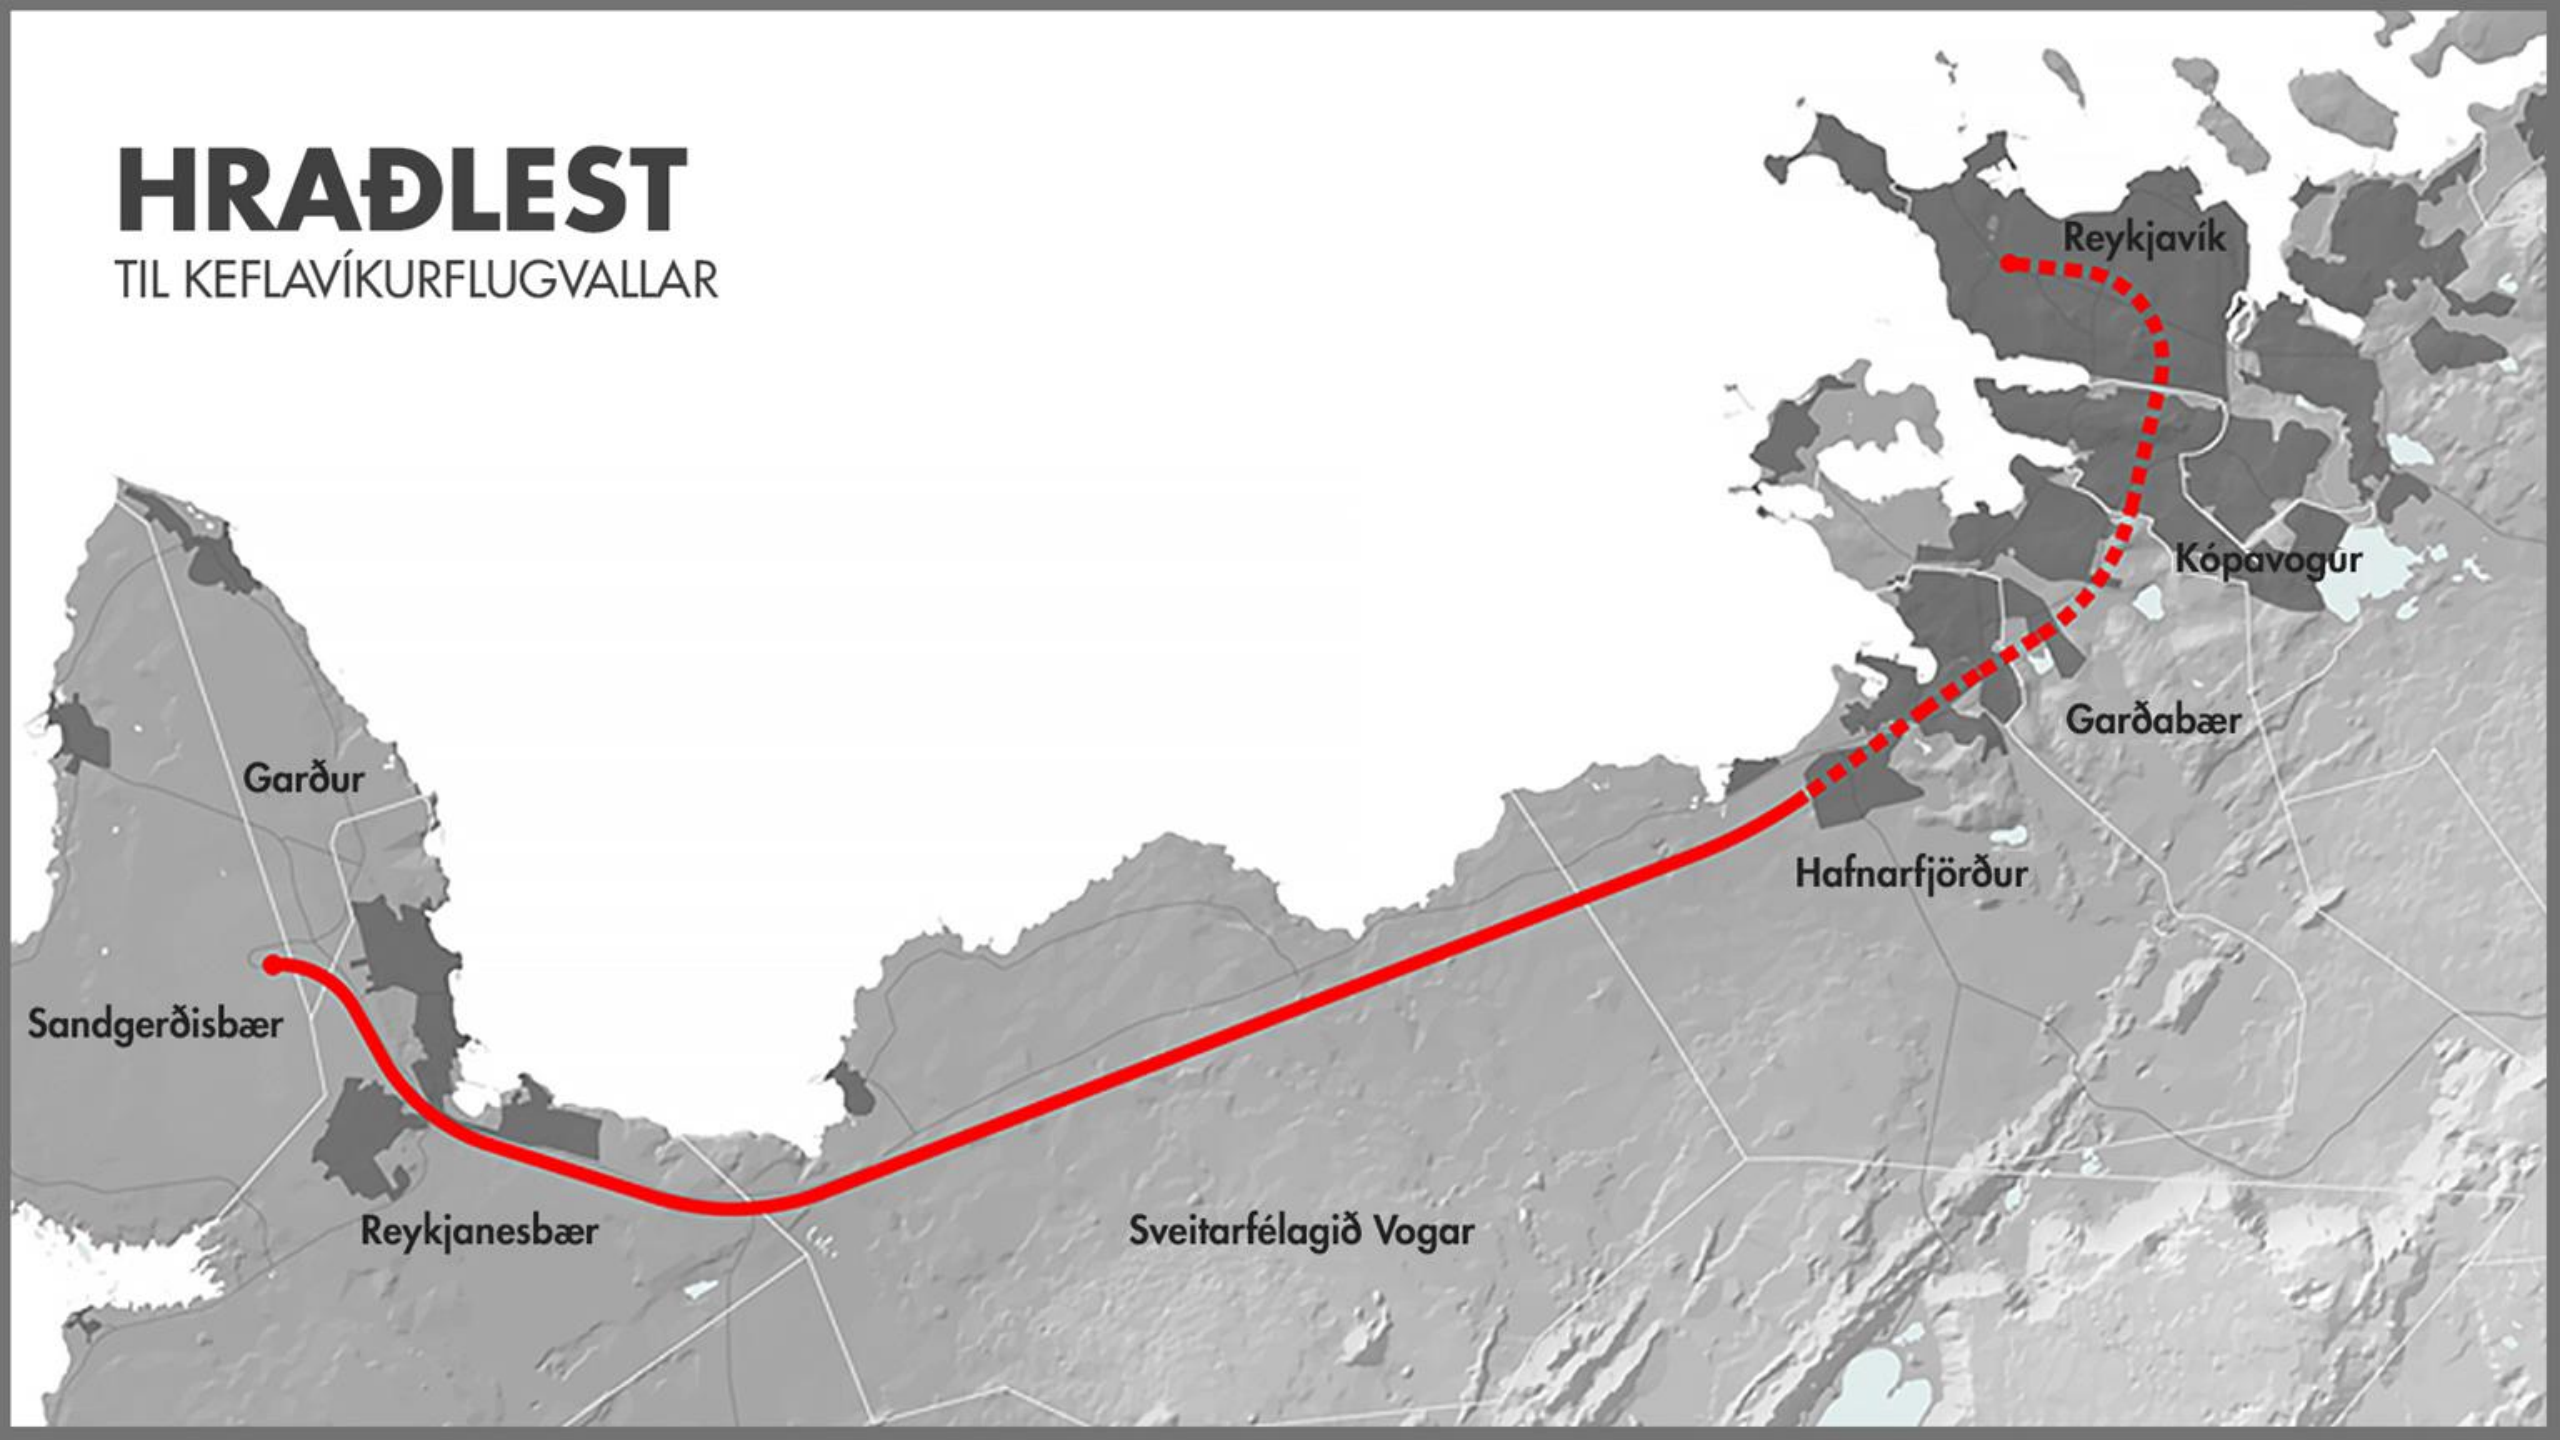 HRAÐLEST
TIL KEFLAVÍKURFLUGVALLAR
Reykjavík
Kópavogur
Garðabær
Garður
Hafnarfjörður
Sandgerðisbær
Reykjanesbær
Sveitarfélagið Vogar